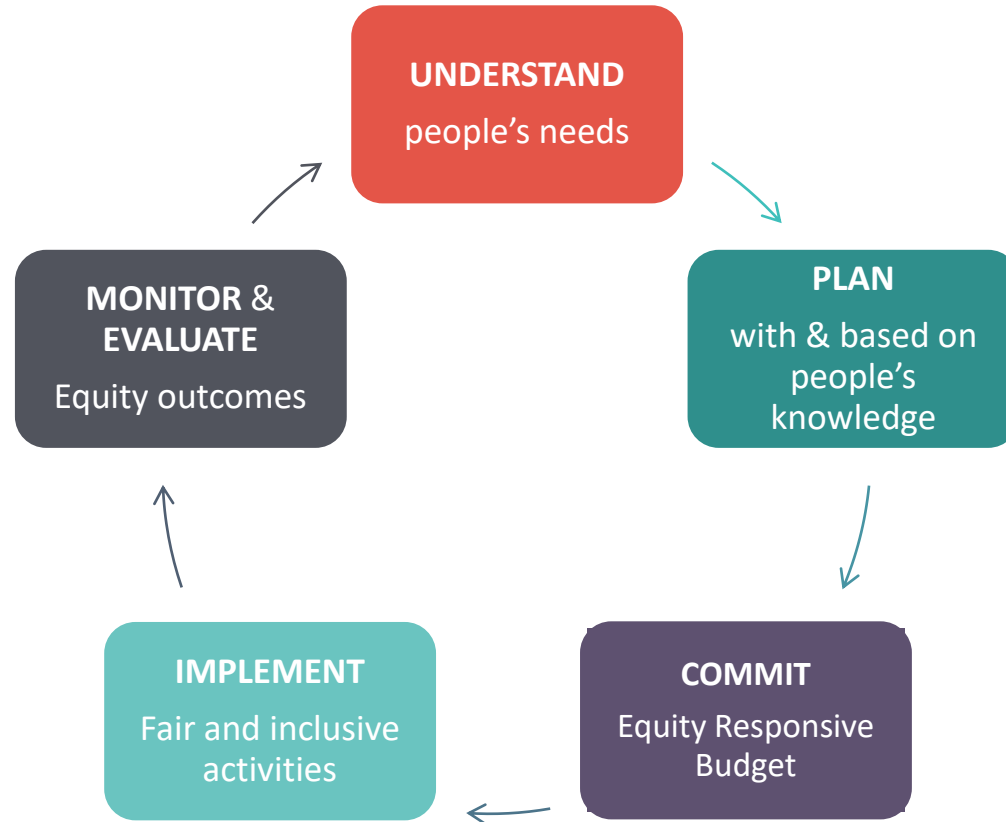 UNDERSTAND
people’s needs
PLAN
with & based on
people’s
knowledge
COMMIT
Equity Responsive
Budget
IMPLEMENT
Fair and inclusive
activities
MONITOR &
EVALUATE
Equity outcomes